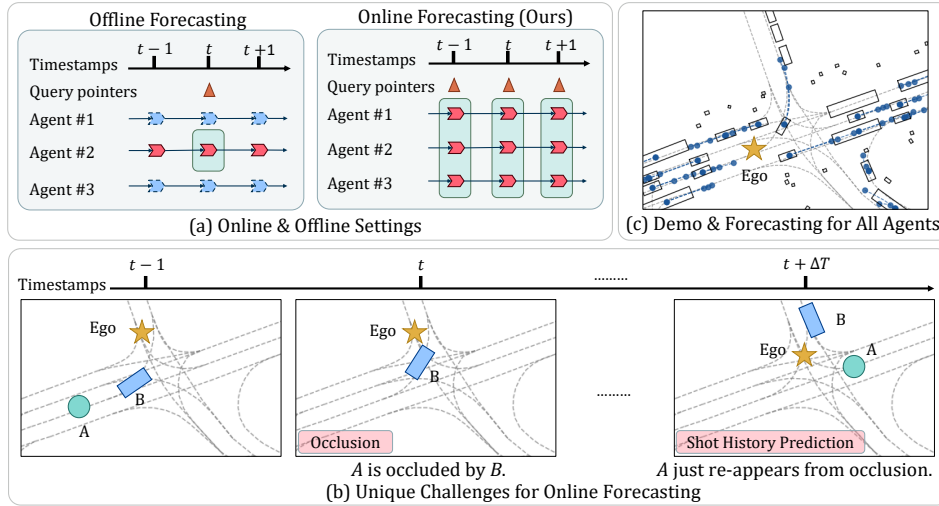 Offline Forecasting
Timestamps
t − 1
t
t +1
Query pointers
Agent #1
Agent #2
Agent #3
Online Forecasting (Ours)
Timestamps
t − 1
t
t +1
Query pointers
Agent #1
Agent #2
Agent #3
(a) Online & Offline Settings
Ego
(c) Demo & Forecasting for All Agents
Timestamps
t − 1
t
.........
t + ΔT
Ego
B
A
Ego
B
Occlusion
A is occluded by B.
.........
B
Ego
A
Shot History Prediction
A just re-appears from occlusion.
(b) Unique Challenges for Online Forecasting